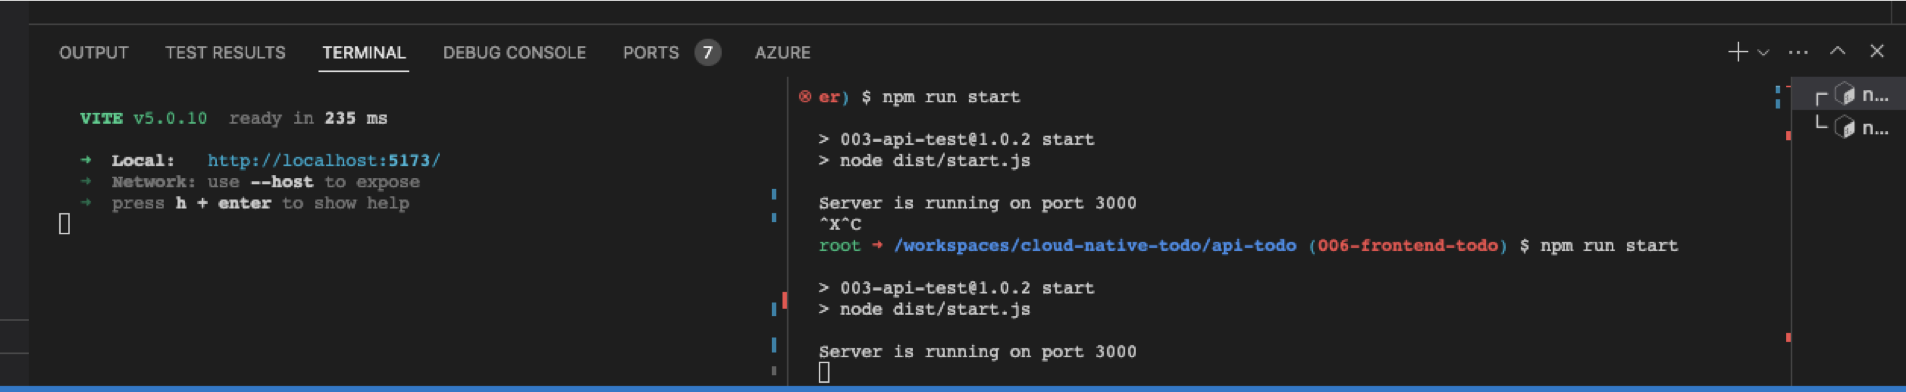 OUTPUT TEST RESULTS TERMINAL DEBUG CONSOLE PORTS 7 AZURE
VITE v5.0.10 ready in 235 ms
➜ Local: http://localhost:5173/
➜ Network: use --host to expose
➜ press h + enter to show help
er) $ npm run start
> 003-api-test@1.0.2 start
> node dist/start.js
Server is running on port 3000
^X^C
root ➜ /workspaces/cloud-native-todo/api-todo (006-frontend-todo) $ npm run start
> 003-api-test@1.0.2 start
> node dist/start.js
Server is running on port 3000
n...
n...